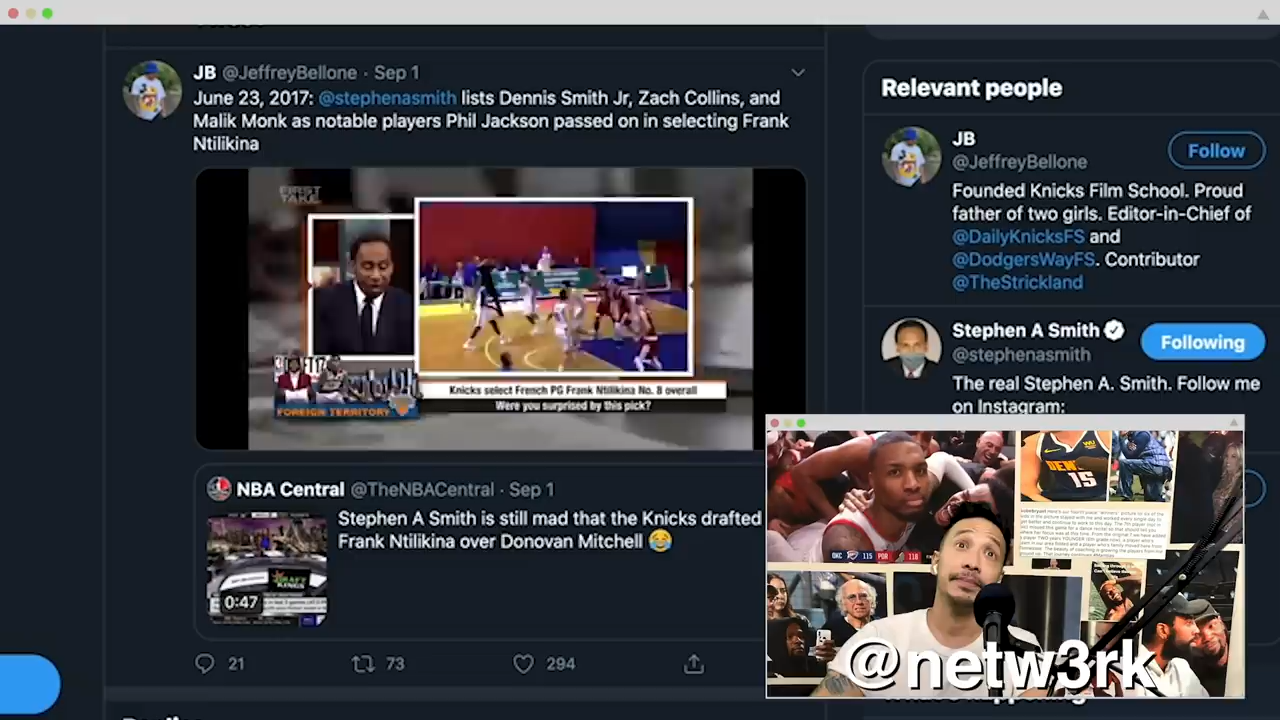 JB @JeffreyBellone · Sep 1
June 23, 2017: @stephenasmith lists Dennis Smith Jr, Zach Collins, and
Malik Monk as notable players Phil Jackson passed on in selecting Frank
Ntilikina
FIRST
TAKE
Knicks select French PG Frank Ntilikina No. 8 overall
Were you surprised by this pick?
FOREIGN TERRITORY
NBA Central @TheNBACentral · Sep 1
Stephen A. Smith is still mad that the Knicks drafted
Frank Ntilikina over Donovan Mitchell 😂
DRAFT
KINGS
0:47
21
73
294
Relevant people
JB
@JeffreyBellone
Follow
Founded Knicks Film School. Proud
father of two girls. Editor-in-Chief of
@DailyKnicksFS and
@DodgersWayFS. Contributor
@TheStrickland
Stephen A Smith
@stephenasmith
Following
The real Stephen A. Smith. Follow me
on Instagram:
15
OKC 115 POR 118
@netw3rk